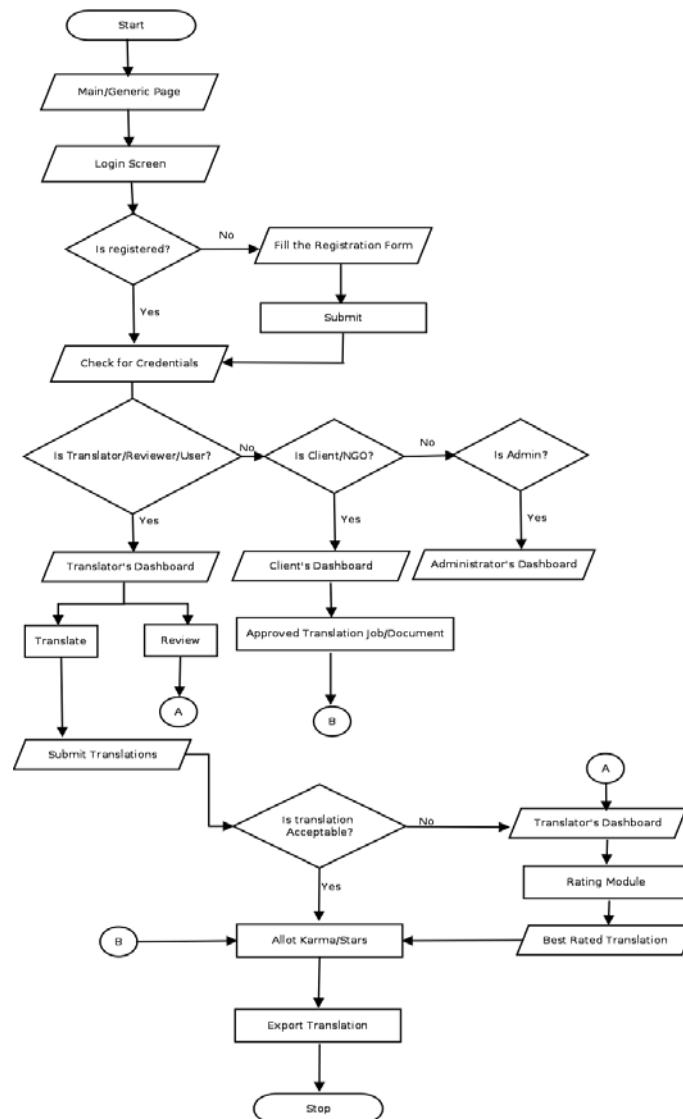 Start
Main/Generic Page
Login Screen
Is registered?
No
Fill the Registration Form
Yes
Submit
Check for Credentials
Is Translator/Reviewer/User?
No
Is Client/NGO?
No
Is Admin?
Yes
Yes
Yes
Translator's Dashboard
Client's Dashboard
Administrator's Dashboard
Translate
Review
Approved Translation Job/Document
A
B
Submit Translations
A
Is translation
Acceptable?
No
Translator's Dashboard
Yes
Rating Module
B
Allot Karma/Stars
Best Rated Translation
Export Translation
Stop